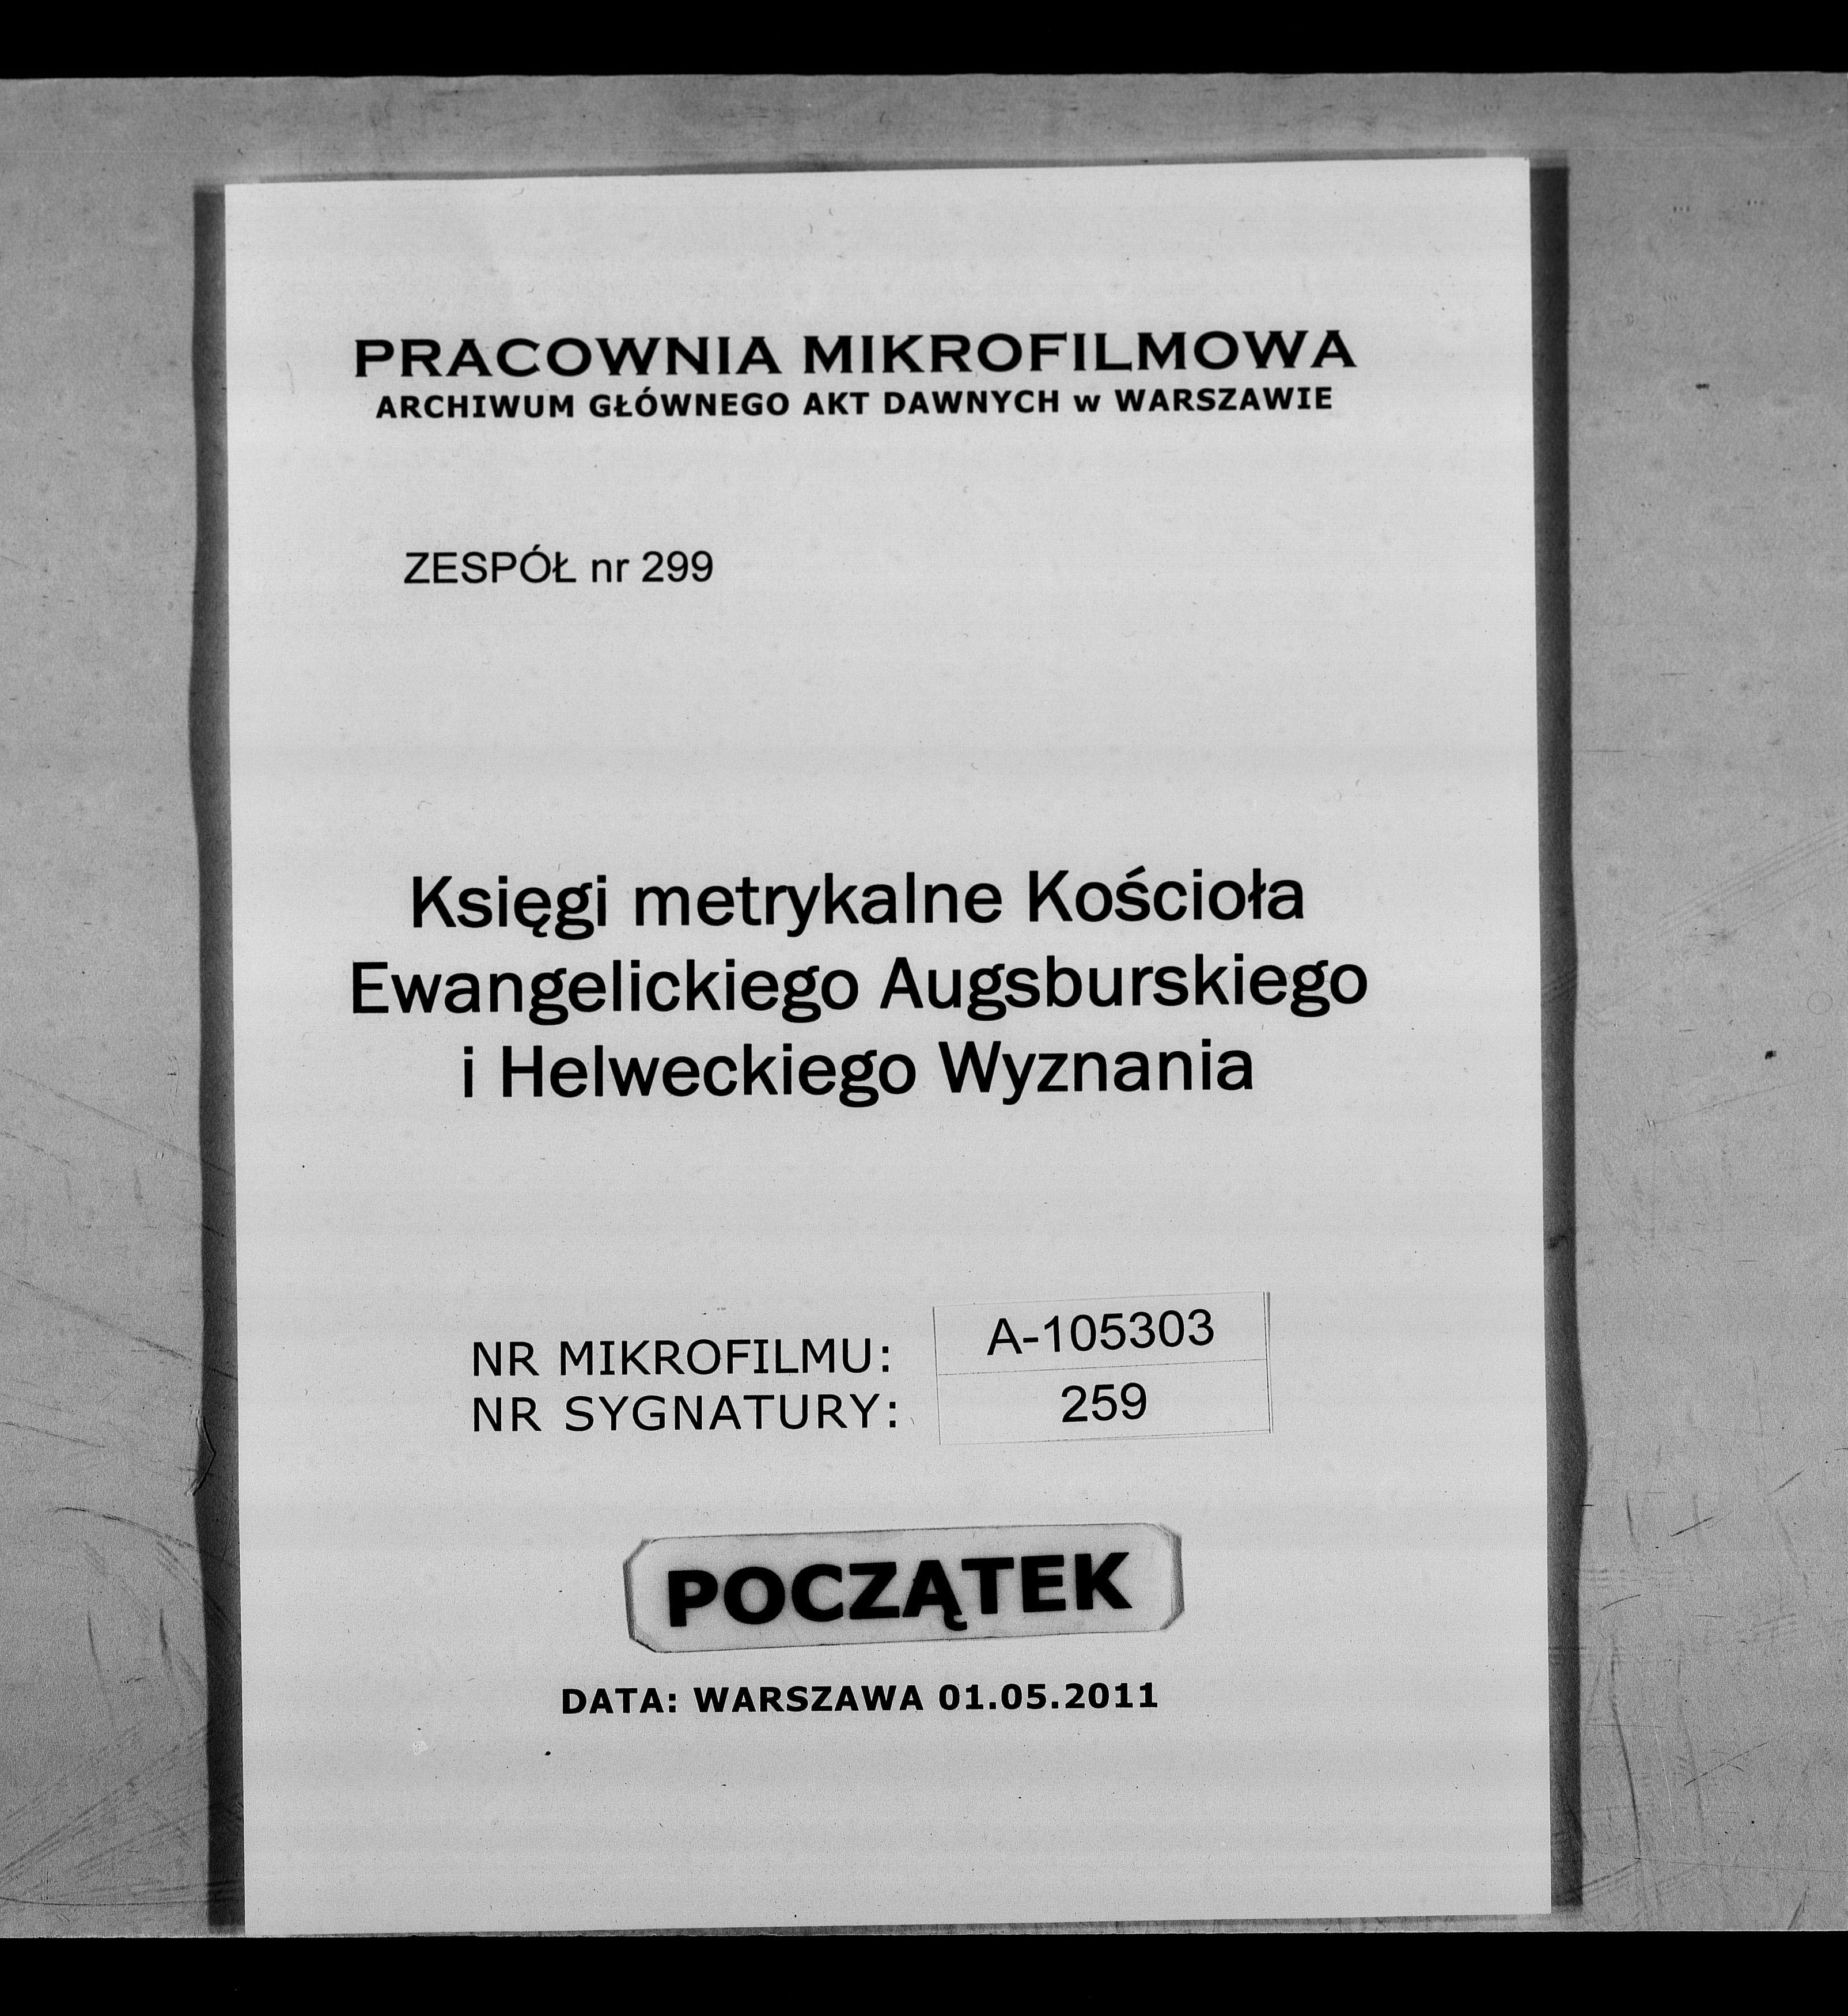 PRACOWNIA MIKROFILMOWA
ARCHIWUM GŁÓWNEGO AKT DAWNYCH w WARSZAWIE
ZESPÓŁ nr 299
Księgi metrykalne Kościoła
Ewangelickiego Augsburskiego
i Helweckiego Wyznania
NR MIKROFILMU: A-105303
NR SYGNATURY: 259
POCZĄTEK
DATA: WARSZAWA 01.05.2011